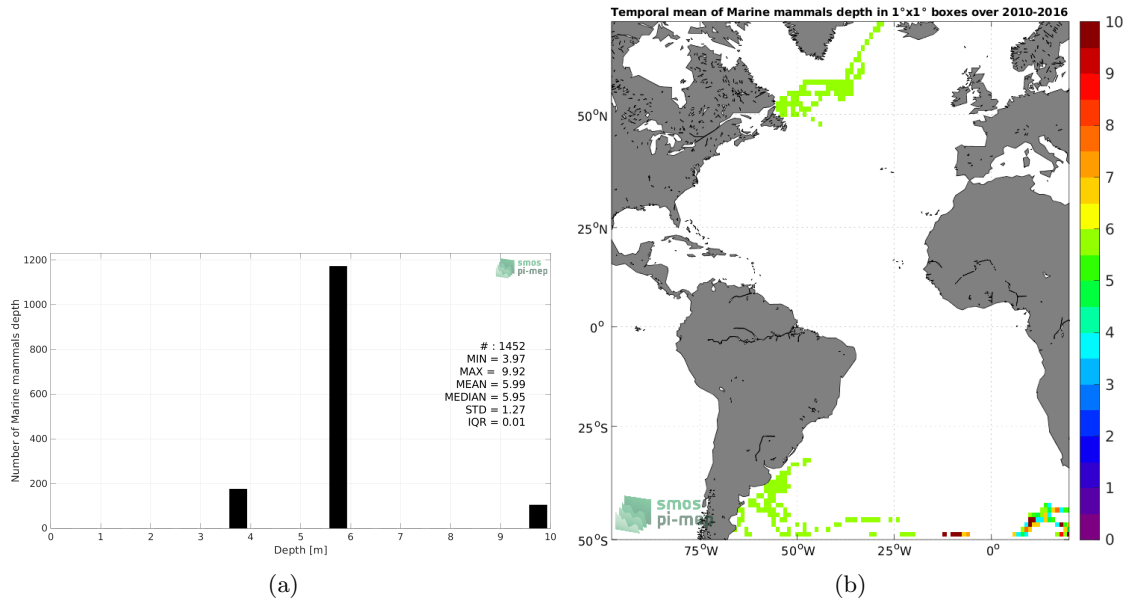 Temporal mean of Marine mammals depth in 1°x1° boxes over 2010-2016
smos
pi-mep
1200
1000
800
600
400
200
0
Number of Marine mammals depth
# : 1452
MIN = 3.97
MAX = 9.92
MEAN = 5.99
MEDIAN = 5.95
STD = 1.27
IQR = 0.01
0 1 2 3 4 5 6 7 8 9 10
Depth [m]
(a)
50°N
25°N
0°
25°S
50°S
75°W 50°W 25°W 0°
smos
pi-mep
10
9
8
7
6
5
4
3
2
1
0
(b)